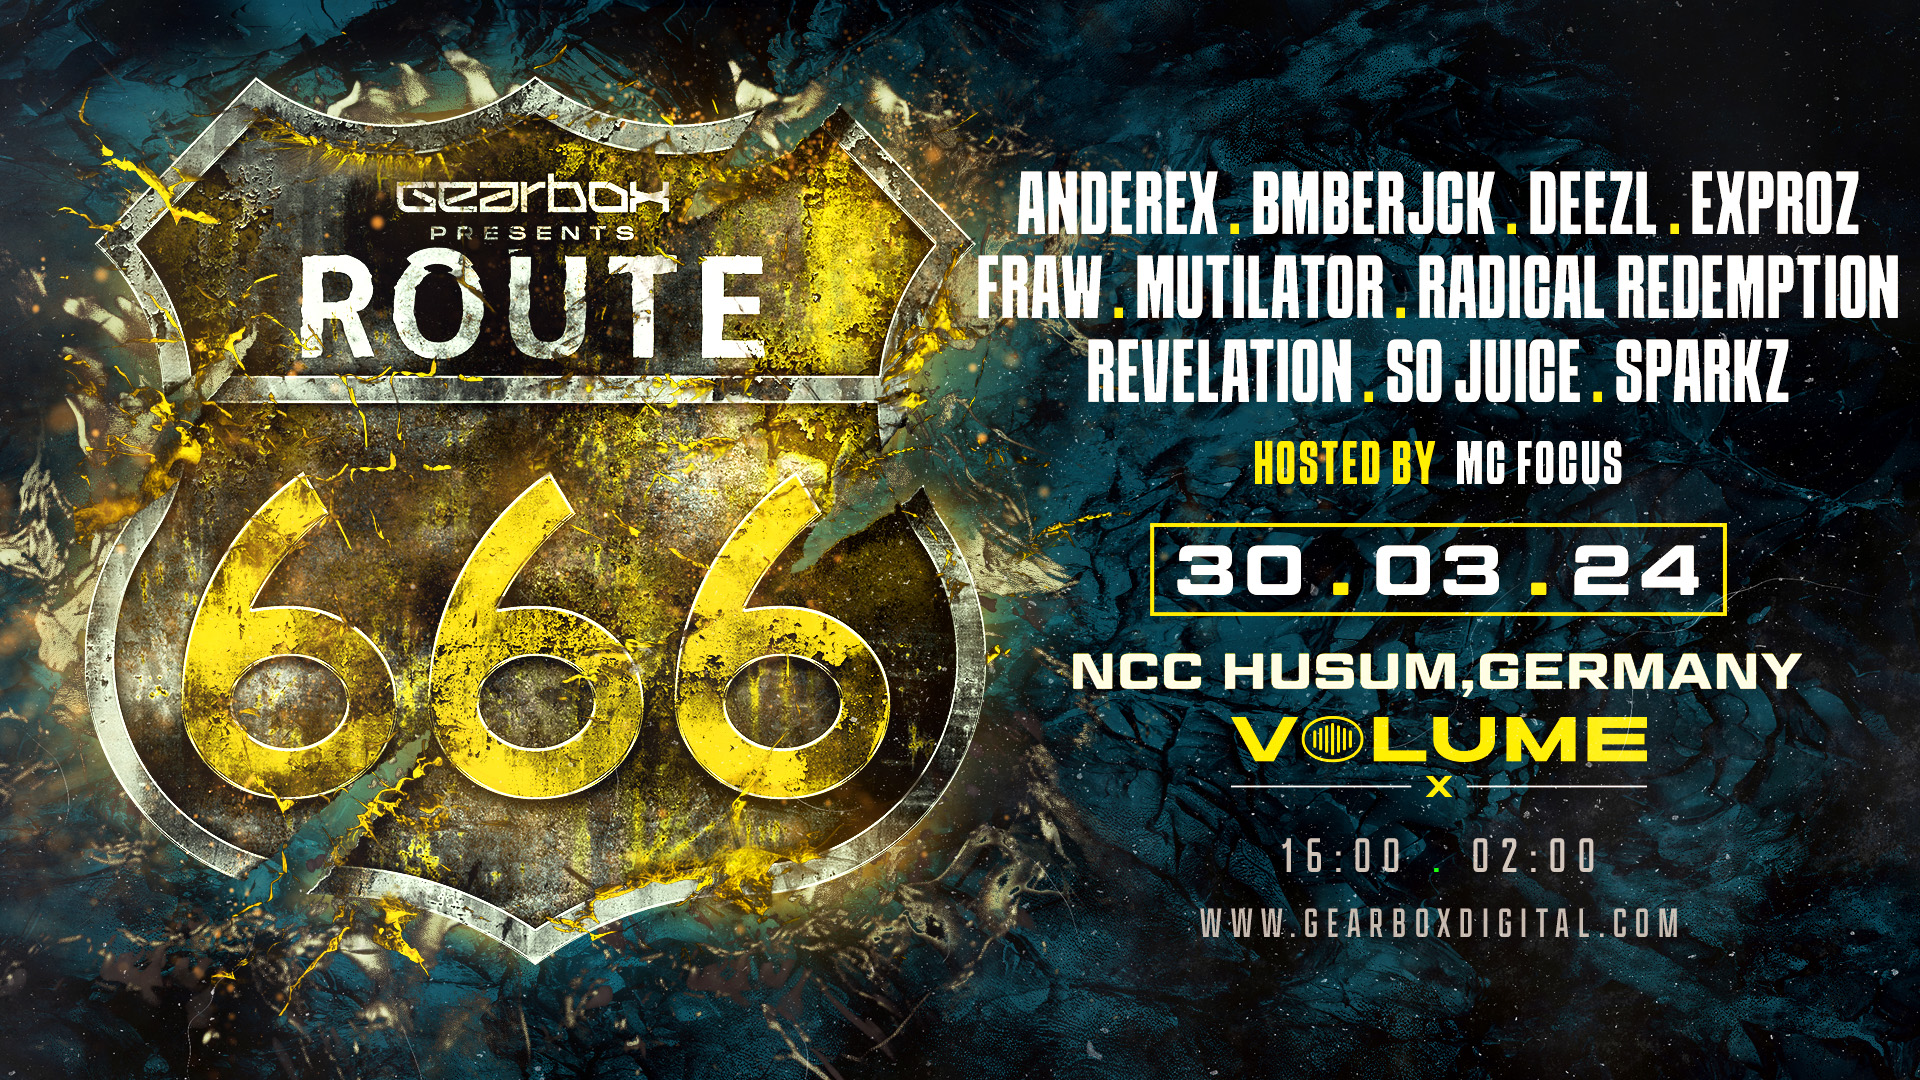 Gearbox
PRESENTS
ROUTE
666
ANDEREX . BMBERJCK . DEEZL . EXPROZ
FRAW . MUTILATOR . RADICAL REDEMPTION
REVELATION . SO JUICE . SPARKZ
HOSTED BY MC FOCUS
30 . 03 . 24
NCC HUSUM,GERMANY
VOLUME
X
16:00 . 02:00
WWW.GEARBOXDIGITAL.COM